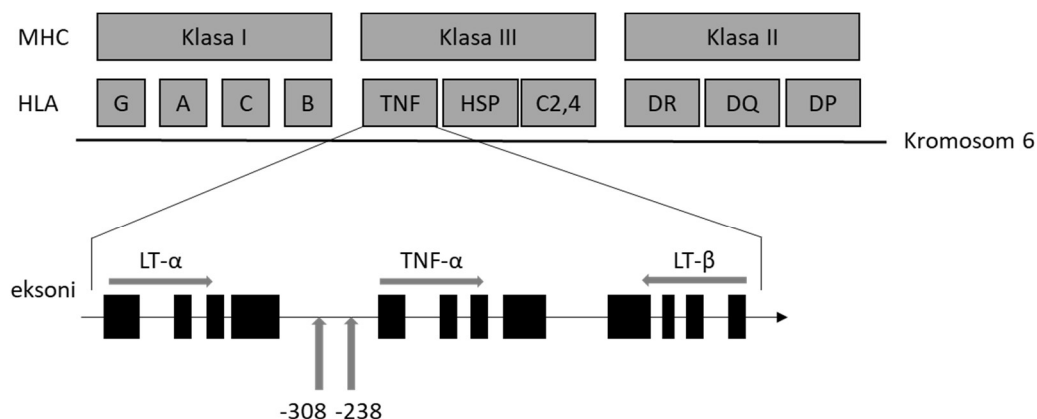 MHC Klasa I Klasa III Klasa II
HLA G A C B TNF HSP C2,4 DR DQ DP
Kromosom 6
LT-α TNF-α LT-β
eksoni
-308 -238